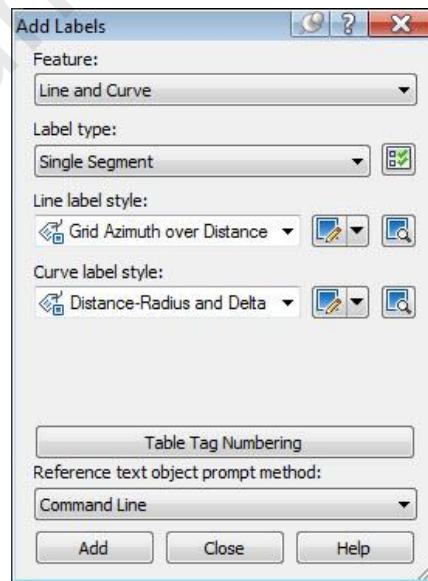 Add Labels
?
X
Feature:
Line and Curve
Label type:
Single Segment
Line label style:
Grid Azimuth over Distance
Curve label style:
Distance-Radius and Delta
Table Tag Numbering
Reference text object prompt method:
Command Line
Add Close Help